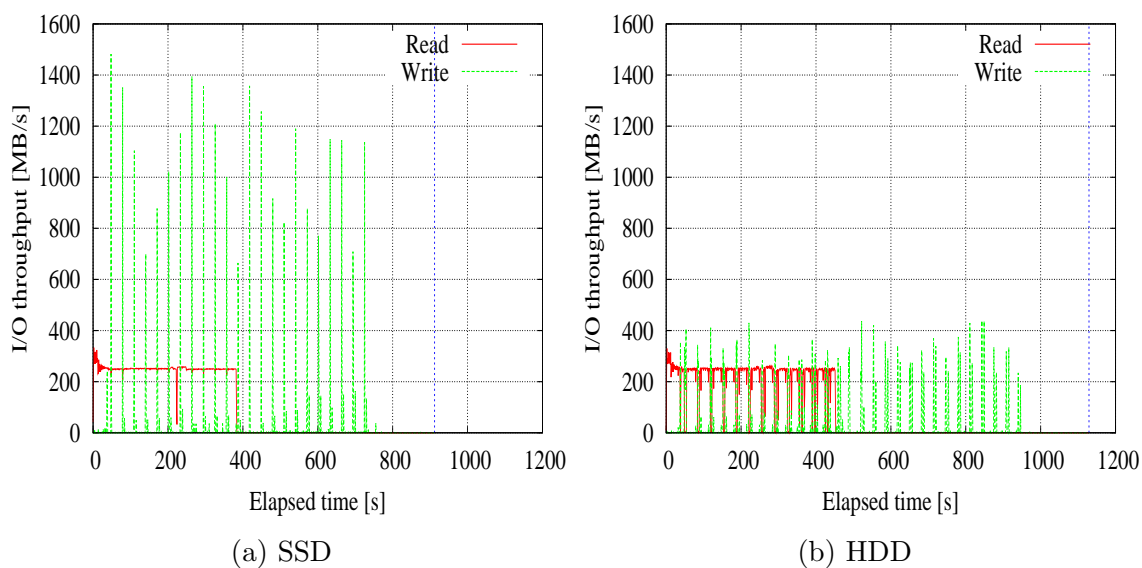 I/O throughput [MB/s]
1600
1400
1200
1000
800
600
400
200
0
Read
Write
0 200 400 600 800 1000 1200
Elapsed time [s]
(a) SSD
I/O throughput [MB/s]
1600
1400
1200
1000
800
600
400
200
0
Read
Write
0 200 400 600 800 1000 1200
Elapsed time [s]
(b) HDD